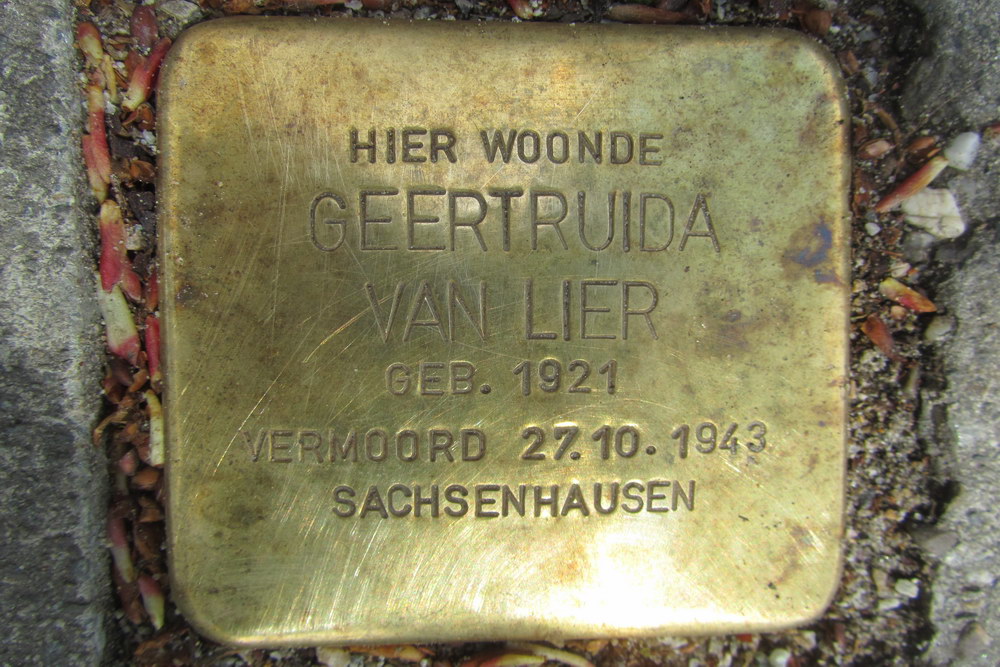 HIER WOONDE
GEERTRUIDA
VAN LIER
GEB. 1921
VERMOORD 27.10.1943
SACHSENHAUSEN